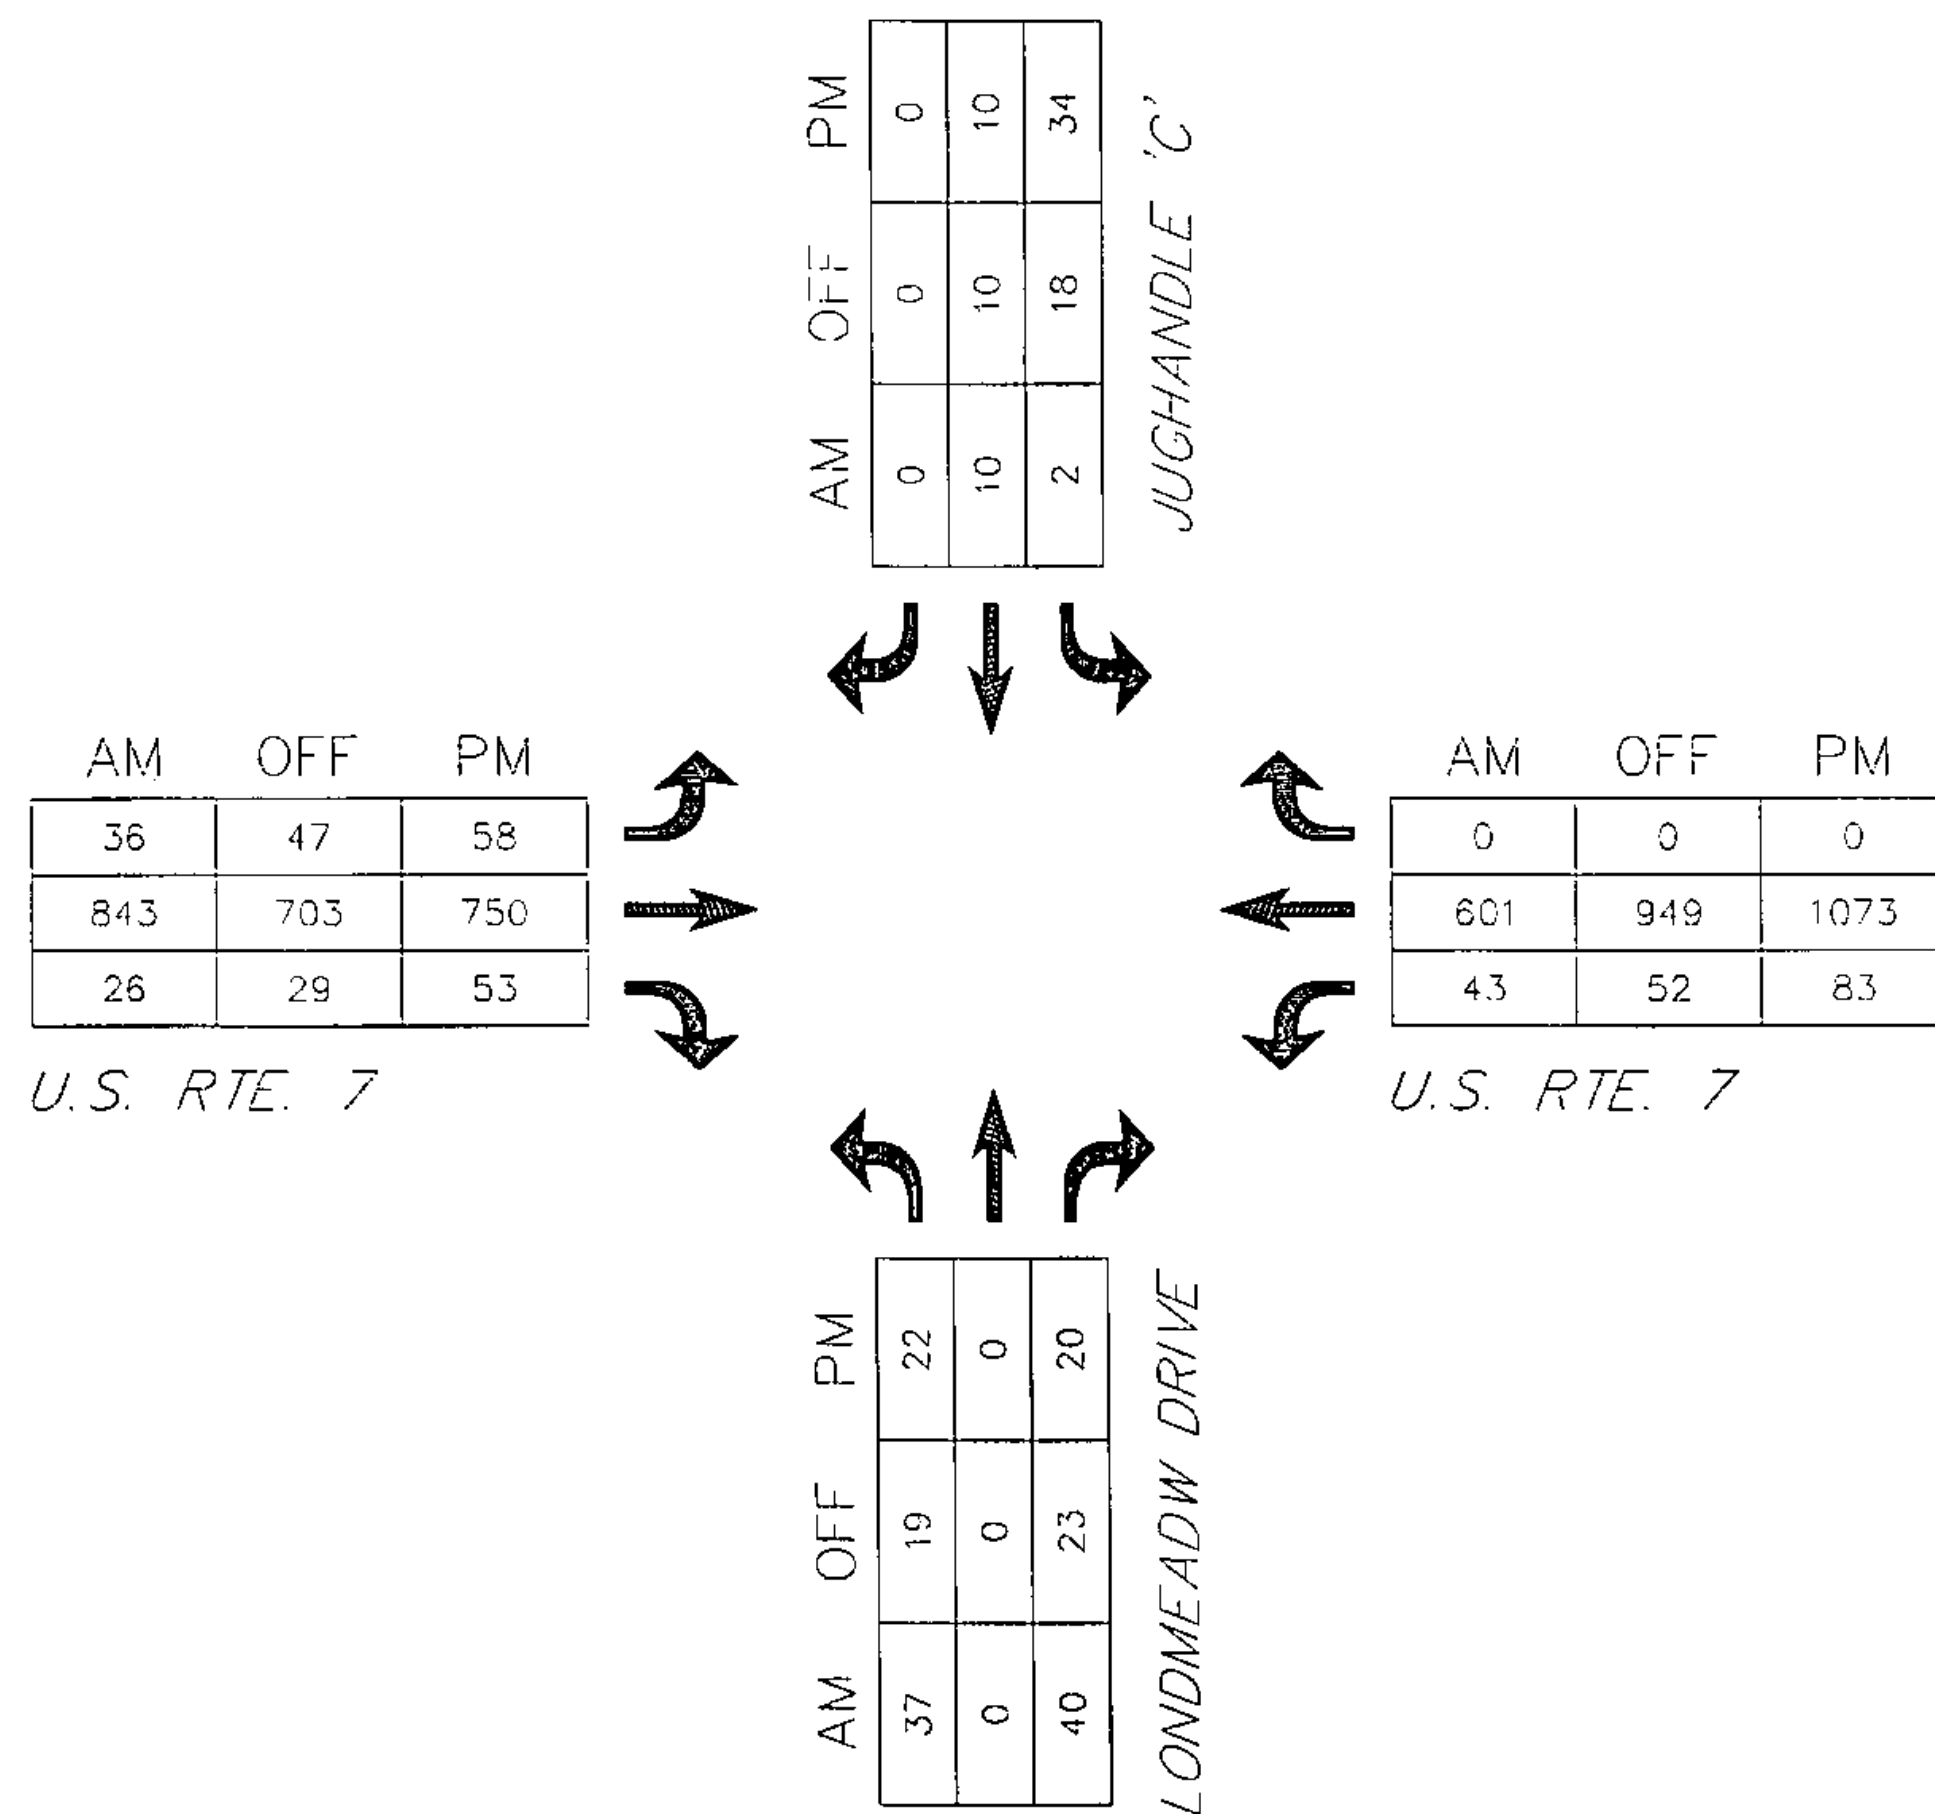 AM OFF PM
0 0 0
10 10 10
2 18 34
JUGHANDLE 'C'
AM OFF PM
36 47 58
843 703 750
26 29 53
U.S. RTE. 7
AM OFF PM
0 0 0
601 949 1073
43 52 83
U.S. RTE. 7
AM OFF PM
37 19 22
0 0 0
40 23 20
LONDMEADW DRIVE